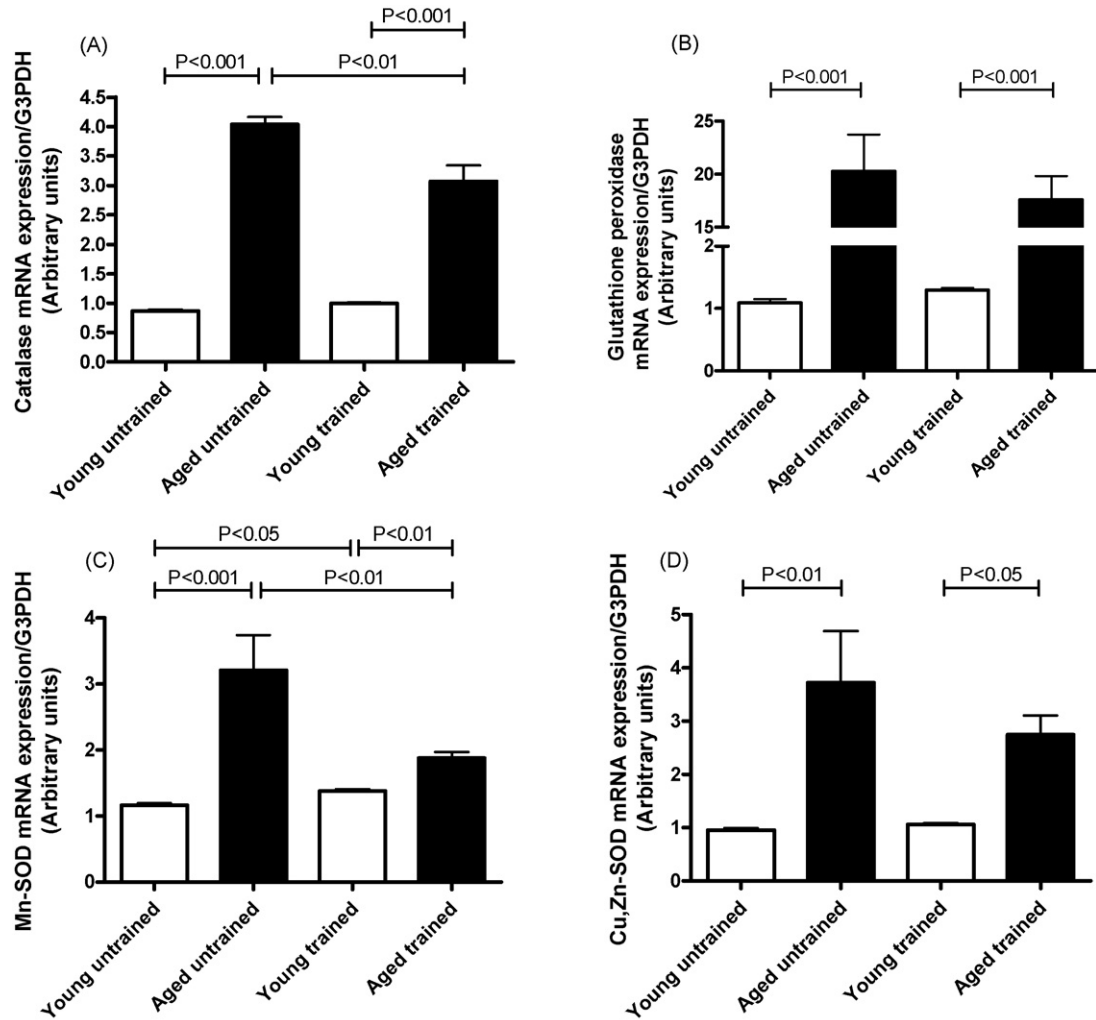 (A)
P<0.001
P<0.001
P<0.01
Catalase mRNA expression/G3PDH
(Arbitrary units)
4.5
4.0
3.5
3.0
2.5
2.0
1.5
1.0
0.5
0.0
Young untrained
Aged untrained
Young trained
Aged trained
(B)
P<0.001
P<0.001
Glutathione peroxidase
mRNA expression/G3PDH
(Arbitrary units)
25
20
15
2
1
0
Young untrained
Aged untrained
Young trained
Aged trained
(C)
P<0.05
P<0.01
P<0.001
P<0.01
Mn-SOD mRNA expression/G3PDH
(Arbitrary units)
4
3
2
1
0
Young untrained
Aged untrained
Young trained
Aged trained
(D)
P<0.01
P<0.05
Cu,Zn-SOD mRNA expression/G3PDH
(Arbitrary units)
5
4
3
2
1
0
Young untrained
Aged untrained
Young trained
Aged trained